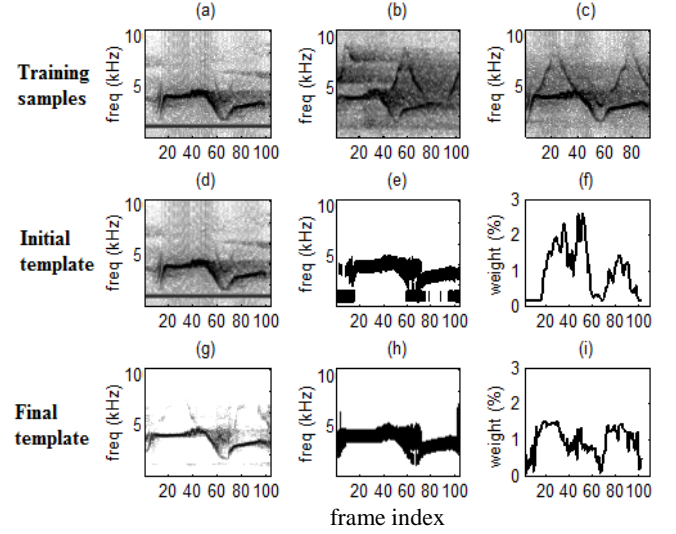 (a) (b) (c)
Training samples
freq (kHz) 10 5 20 40 60 80 100
freq (kHz) 10 5 20 40 60 80 100
freq (kHz) 10 5 20 40 60 80
(d) (e) (f)
Initial template
freq (kHz) 10 5 20 40 60 80 100
freq (kHz) 10 5 20 40 60 80 100
weight (%) 3 2 1 0 20 40 60 80 100
(g) (h) (i)
Final template
freq (kHz) 10 5 20 40 60 80 100
freq (kHz) 10 5 20 40 60 80 100
weight (%) 3 2 1 0 20 40 60 80 100
frame index